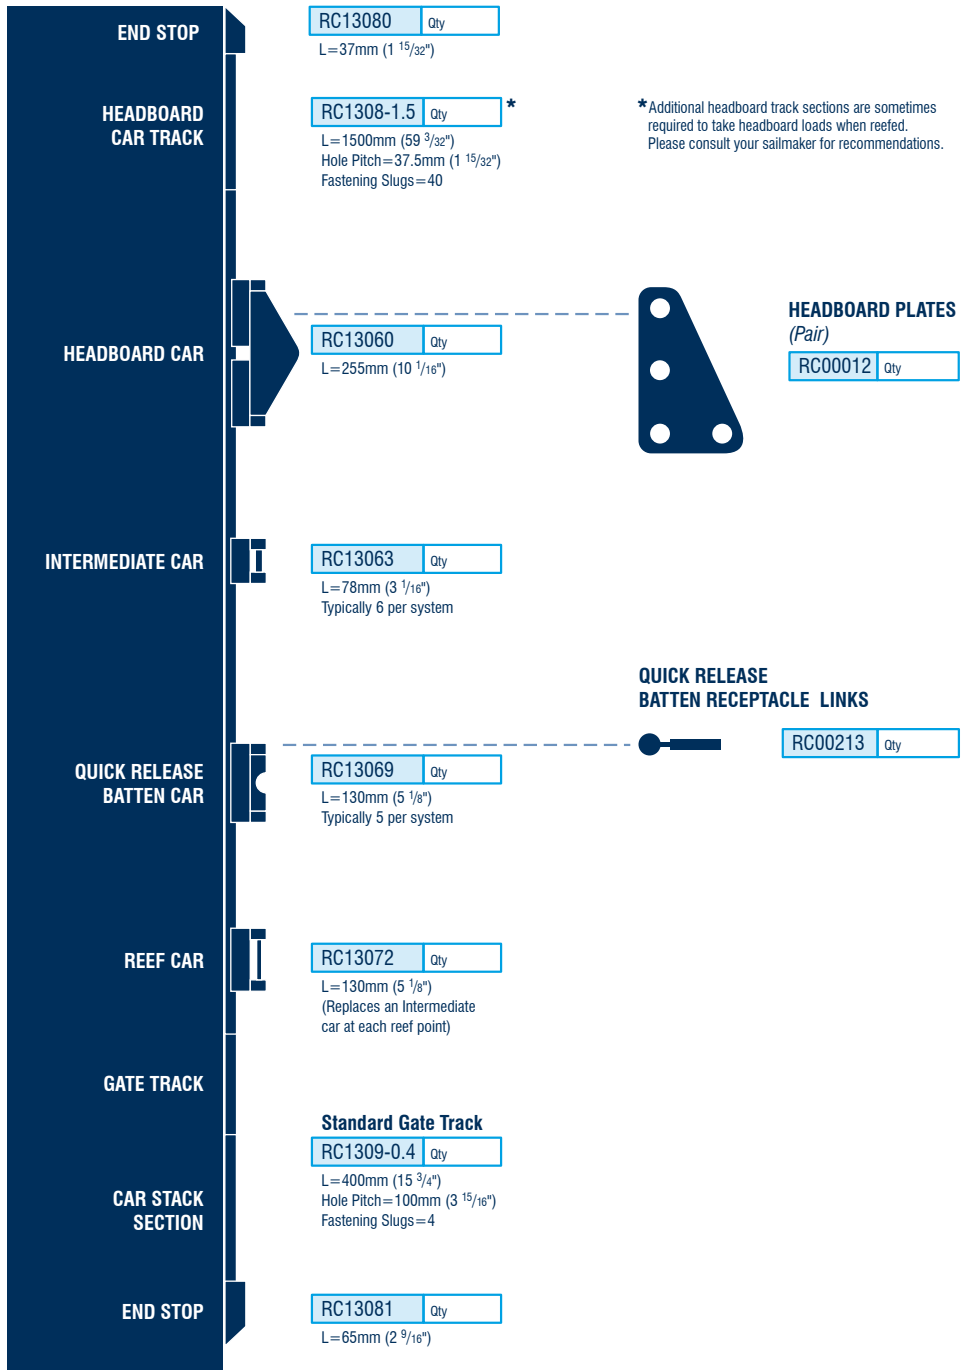 END STOP
RC13080 Qty
L=37mm (1 15/32")
HEADBOARD
CAR TRACK
RC1308-1.5 Qty *
L=1500mm (59 3/32")
Hole Pitch=37.5mm (1 15/32")
Fastening Slugs=40
*Additional headboard track sections are sometimes
required to take headboard loads when reefed.
Please consult your sailmaker for recommendations.
HEADBOARD CAR
RC13060 Qty
L=255mm (10 1/16")
HEADBOARD PLATES
(Pair)
RC00012 Qty
INTERMEDIATE CAR
RC13063 Qty
L=78mm (3 1/16")
Typically 6 per system
QUICK RELEASE
BATTEN RECEPTACLE LINKS
RC00213 Qty
QUICK RELEASE
BATTEN CAR
RC13069 Qty
L=130mm (5 1/8")
Typically 5 per system
REEF CAR
RC13072 Qty
L=130mm (5 1/8")
(Replaces an Intermediate
car at each reef point)
GATE TRACK
Standard Gate Track
RC1309-0.4 Qty
L=400mm (15 3/4")
Hole Pitch=100mm (3 15/16")
Fastening Slugs=4
CAR STACK
SECTION
END STOP
RC13081 Qty
L=65mm (2 9/16")